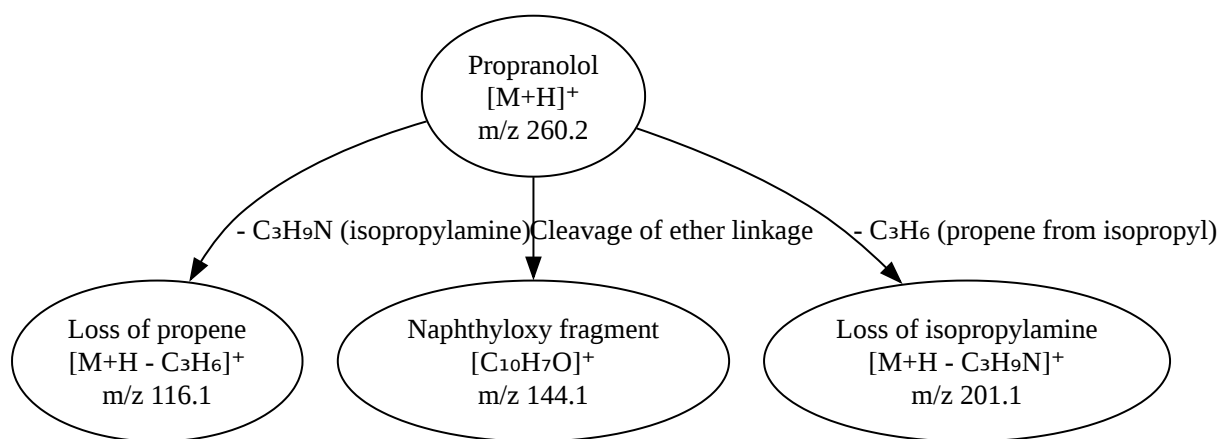 Propranolol
[M+H]⁺
m/z 260.2
- C₃H₉N (isopropylamine)
Cleavage of ether linkage
- C₃H₆ (propene from isopropyl)
Loss of propene
[M+H - C₃H₆]⁺
m/z 116.1
Naphthyloxy fragment
[C₁₀H₇O]⁺
m/z 144.1
Loss of isopropylamine
[M+H - C₃H₉N]⁺
m/z 201.1